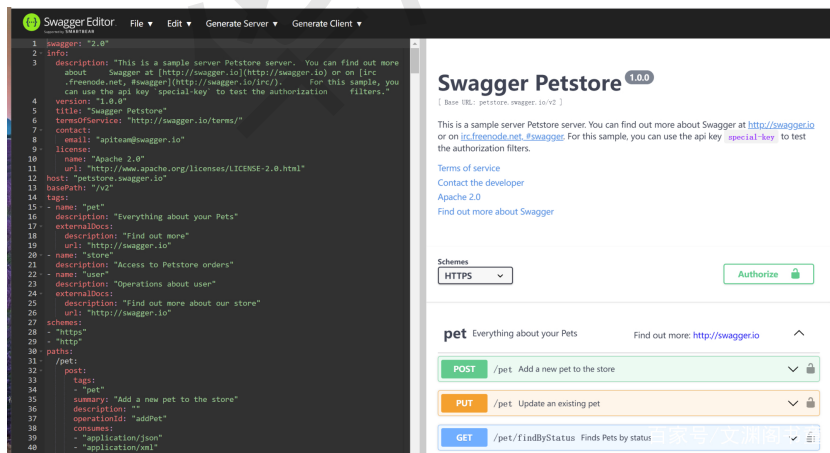 Swagger Editor. File ▼ Edit ▼ Generate Server ▼ Generate Client ▼
Supported by SMARTBEAR
1 swagger: "2.0"
2 info:
3 description: "This is a sample server Petstore server. You can find out more
about Swagger at [http://swagger.io](http://swagger.io) or on [irc
.freenode.net, #swagger](http://swagger.io/irc/). For this sample, you
can use the api key `special-key` to test the authorization filters."
4 version: "1.0.0"
5 title: "Swagger Petstore"
6 termsOfService: "http://swagger.io/terms/"
7 contact:
8 email: "apiteam@swagger.io"
9 license:
10 name: "Apache 2.0"
11 url: "http://www.apache.org/licenses/LICENSE-2.0.html"
12 host: "petstore.swagger.io"
13 basePath: "/v2"
14 tags:
15 - name: "pet"
16 description: "Everything about your Pets"
17 externalDocs:
18 description: "Find out more"
19 url: "http://swagger.io"
20 - name: "store"
21 description: "Access to Petstore orders"
22 - name: "user"
23 description: "Operations about user"
24 externalDocs:
25 description: "Find out more about our store"
26 url: "http://swagger.io"
27 schemes:
28 - "https"
29 - "http"
30 paths:
31 /pet:
32 post:
33 tags:
34 - "pet"
35 summary: "Add a new pet to the store"
36 description: ""
37 operationId: "addPet"
38 consumes:
39 - "application/json"
40 - "application/xml"
Swagger Petstore 1.0.0
[ Base URL: petstore.swagger.io/v2 ]
This is a sample server Petstore server. You can find out more about Swagger at http://swagger.io
or on irc.freenode.net, #swagger. For this sample, you can use the api key special-key to test
the authorization filters.
Terms of service
Contact the developer
Apache 2.0
Find out more about Swagger
Schemes
HTTPS
Authorize
pet Everything about your Pets Find out more: http://swagger.io
POST /pet Add a new pet to the store
PUT /pet Update an existing pet
GET /pet/findByStatus Finds Pets by status